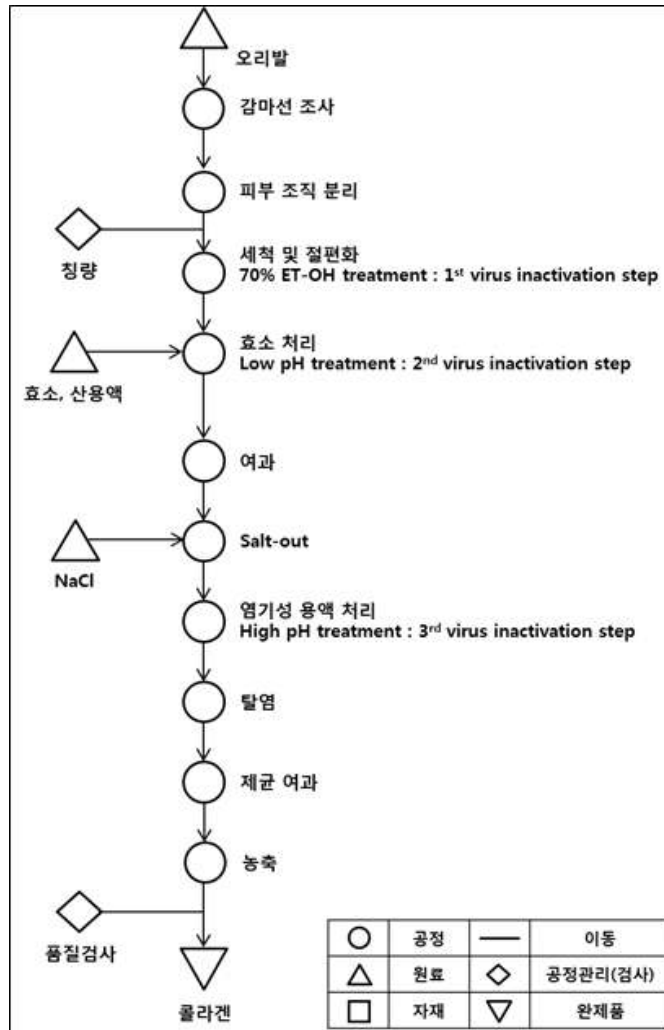 오리발
감마선 조사
피부 조직 분리
칭량
세척 및 절편화
70% ET-OH treatment : 1st virus inactivation step
효소 처리
Low pH treatment : 2nd virus inactivation step
효소, 산용액
여과
Salt-out
NaCl
염기성 용액 처리
High pH treatment : 3rd virus inactivation step
탈염
제균 여과
농축
품질검사
콜라겐
공정 이동
원료 공정관리(검사)
자재 완제품